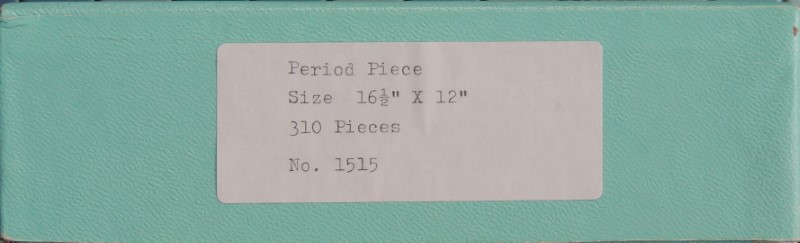 Period Piece
Size 16½" X 12"
310 Pieces
No. 1515